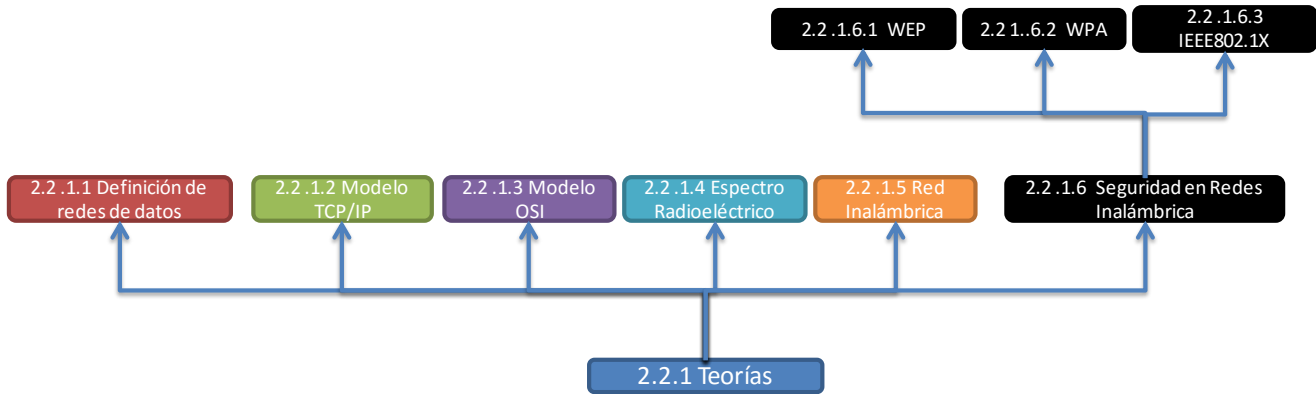 2.2 .1.6.1 WEP
2.2 1..6.2 WPA
2.2 .1.6.3
IEEE802.1X
2.2 .1.1 Definición de
redes de datos
2.2 .1.2 Modelo
TCP/IP
2.2 .1.3 Modelo
OSI
2.2 .1.4 Espectro
Radioeléctrico
2.2 .1.5 Red
Inalámbrica
2.2 .1.6 Seguridad en Redes
Inalámbrica
2.2.1 Teorías